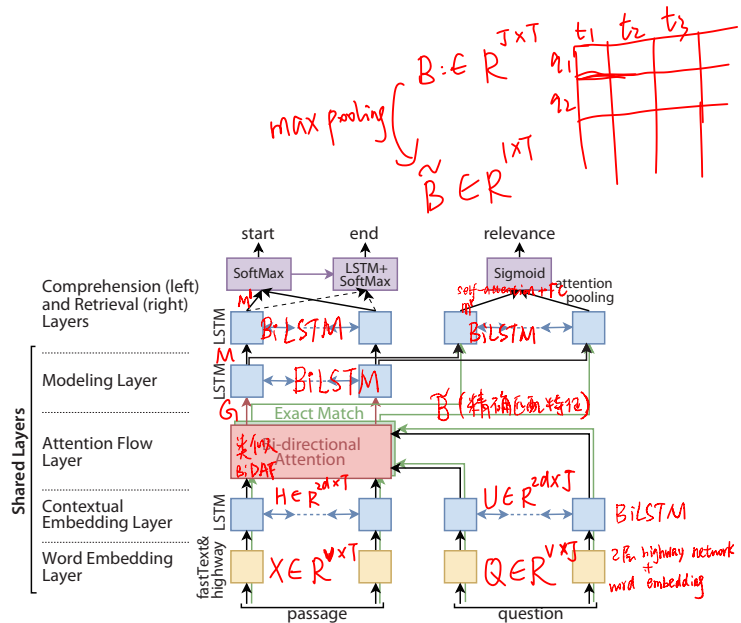 t1 t2 t3
q1
q2
B:∈ R^{J×T}
max pooling
B̃ ∈ R^{1×T}
start
end
relevance
SoftMax
LSTM+
SoftMax
Sigmoid
attention
pooling
self-attention + FC
Comprehension (left)
and Retrieval (right)
Layers
M'
m'
LSTM
BiLSTM
BiLSTM
M
Modeling Layer
LSTM
BiLSTM
G
Exact Match
B̃ (精确匹配特征)
Shared Layers
Attention Flow
Layer
类似
BiDAF
Bi-directional
Attention
Contextual
Embedding Layer
LSTM
H∈R^{2d×T}
U∈R^{2d×J}
BiLSTM
Word Embedding
Layer
fastText&
highway
X∈R^{V×T}
Q∈R^{V×J}
2层 highway network
+
word embedding
passage
question